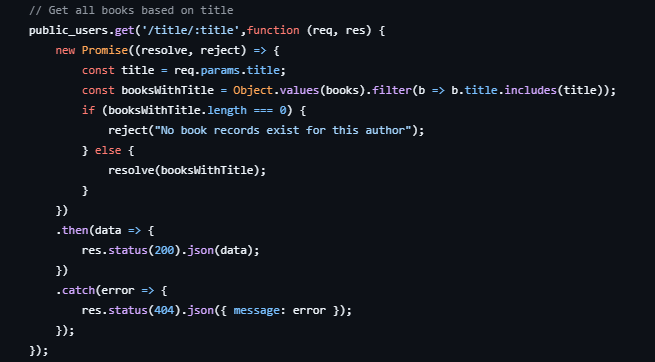 // Get all books based on title
public_users.get('/title/:title',function (req, res) {
    new Promise((resolve, reject) => {
        const title = req.params.title;
        const booksWithTitle = Object.values(books).filter(b => b.title.includes(title));
        if (booksWithTitle.length === 0) {
            reject("No book records exist for this author");
        } else {
            resolve(booksWithTitle);
        }
    })
    .then(data => {
        res.status(200).json(data);
    })
    .catch(error => {
        res.status(404).json({ message: error });
    });
});